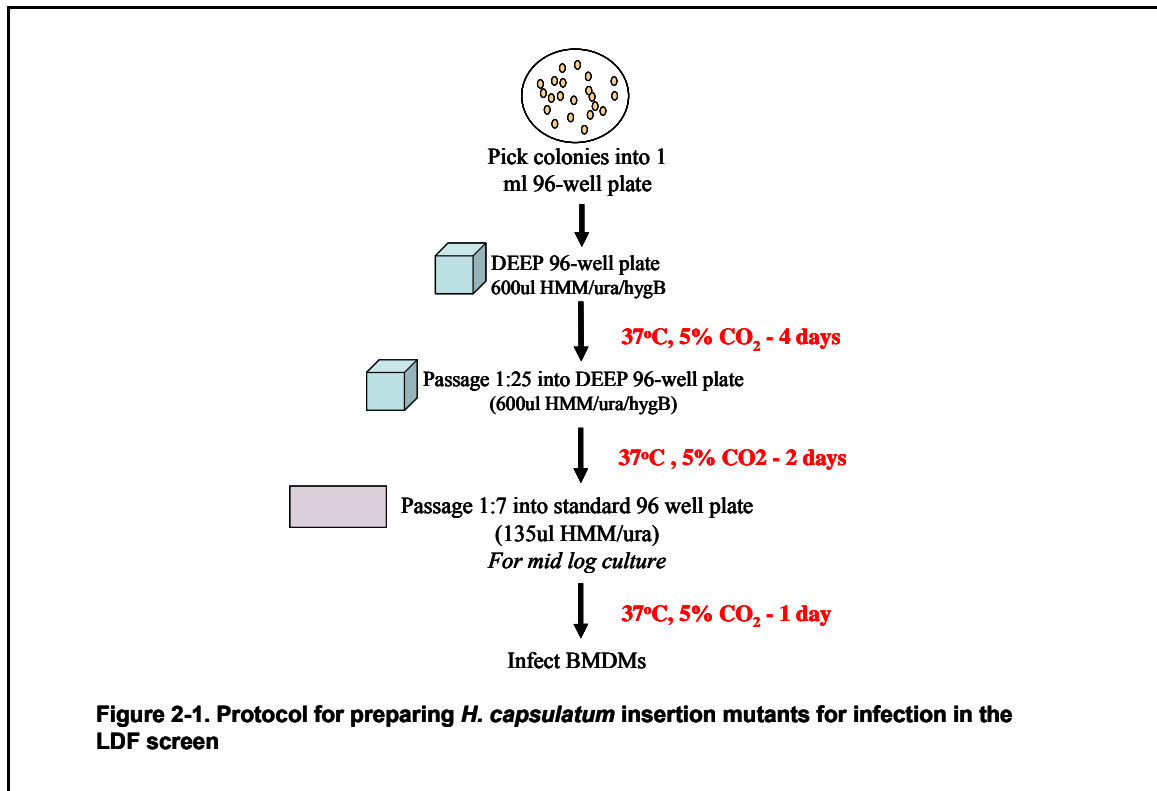 Pick colonies into 1
ml 96-well plate
DEEP 96-well plate
600ul HMM/ura/hygB
37°C, 5% CO₂ - 4 days
Passage 1:25 into DEEP 96-well plate
(600ul HMM/ura/hygB)
37°C , 5% CO2 - 2 days
Passage 1:7 into standard 96 well plate
(135ul HMM/ura)
For mid log culture
37°C, 5% CO₂ - 1 day
Infect BMDMs
Figure 2-1. Protocol for preparing H. capsulatum insertion mutants for infection in the
LDF screen